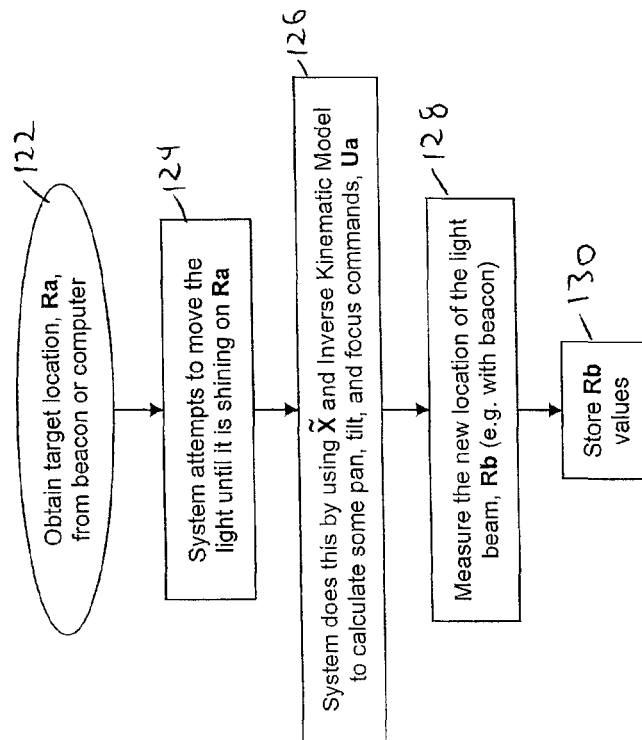 122
Obtain target location, Ra,
from beacon or computer
124
System attempts to move the
light until it is shining on Ra
126
System does this by using X̃ and Inverse Kinematic Model
to calculate some pan, tilt, and focus commands, Ua
128
Measure the new location of the light
beam, Rb (e.g. with beacon)
130
Store Rb
values